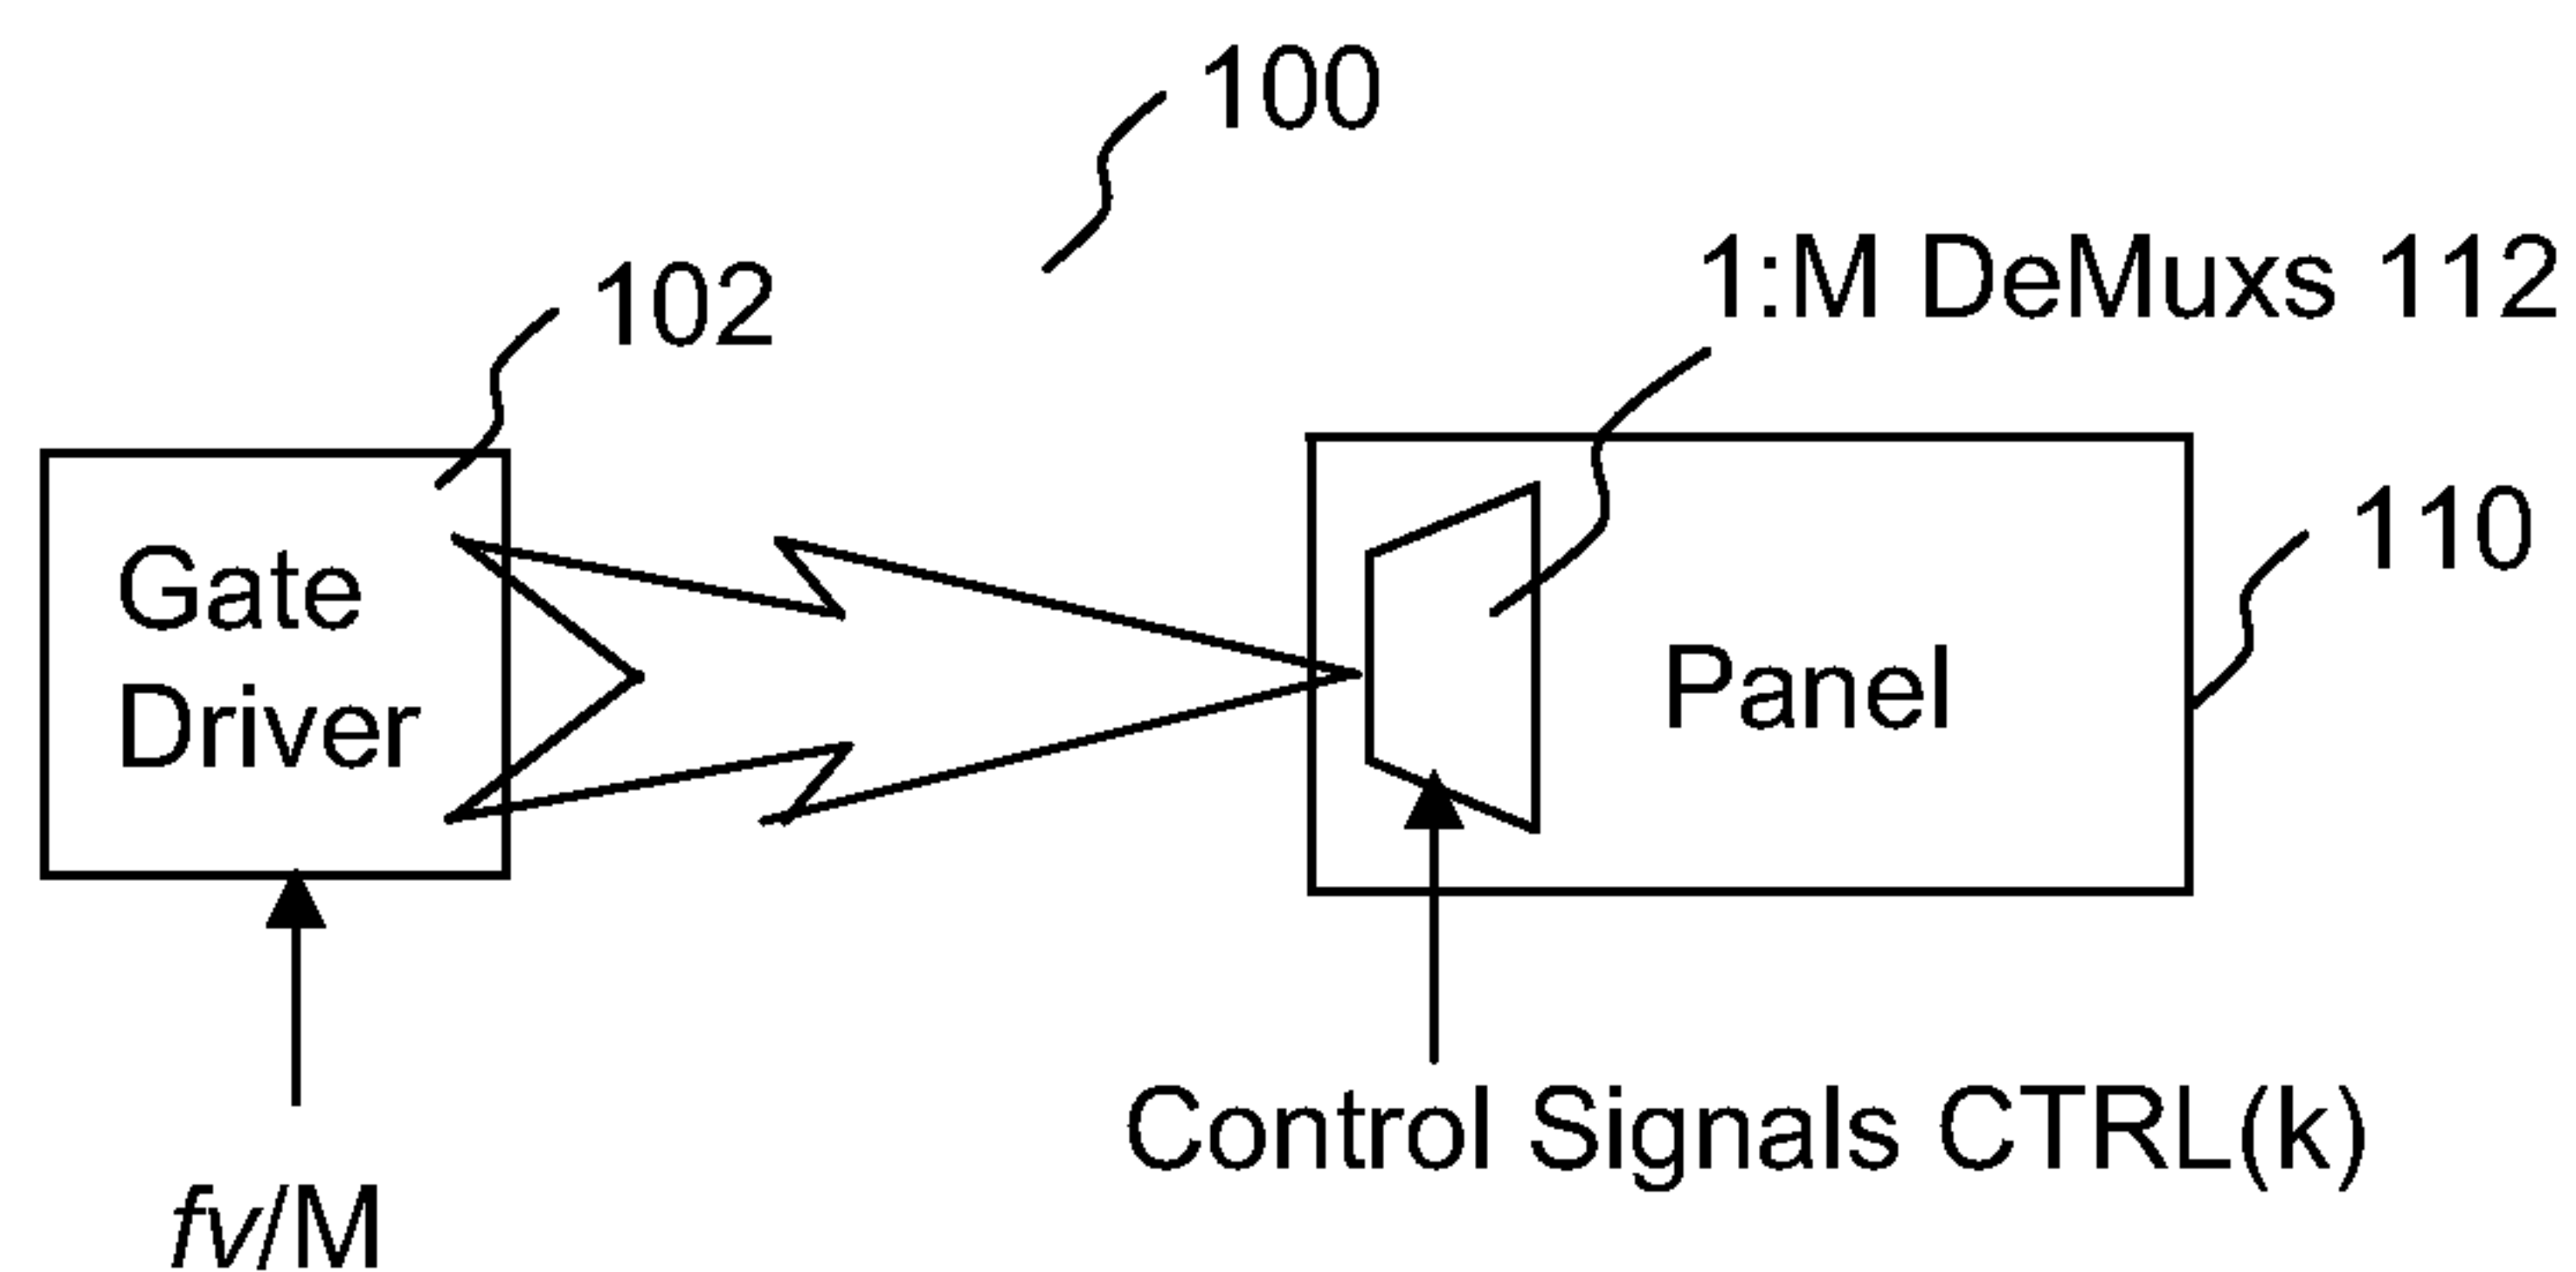 100
102
1:M DeMuxs 112
110
Gate
Driver
Panel
Control Signals CTRL(k)
fv/M